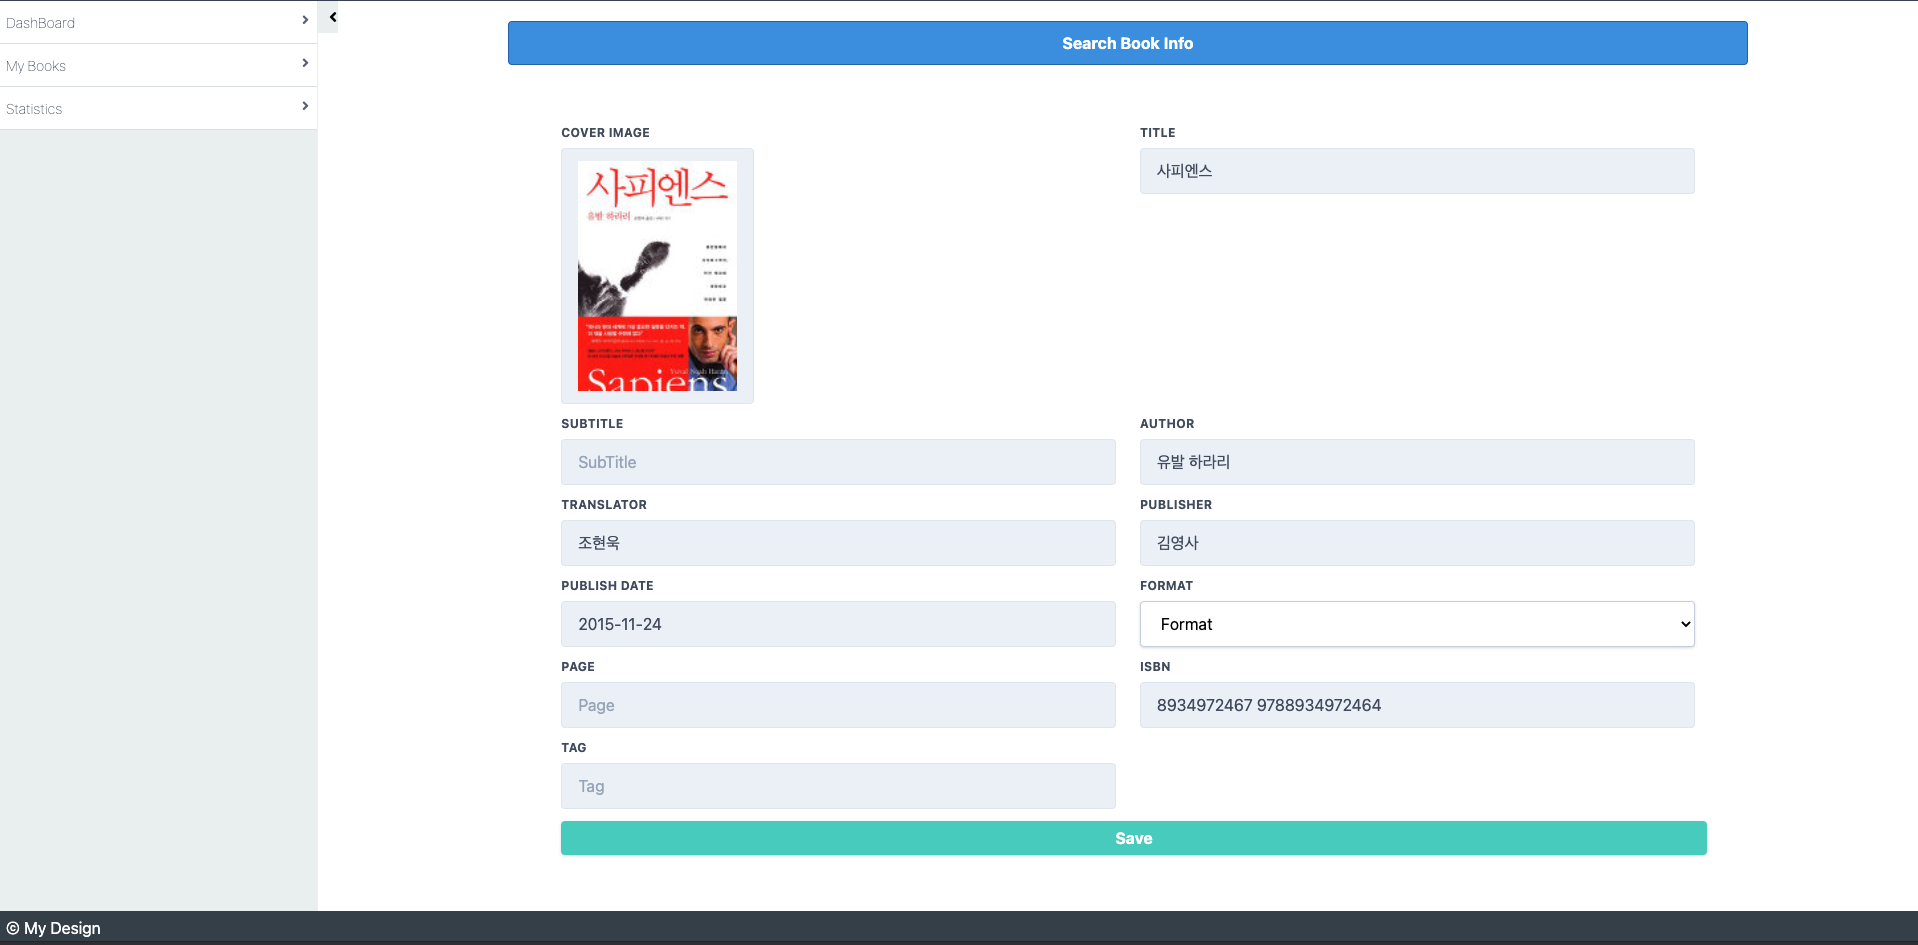 DashBoard
My Books
Statistics
Search Book Info
COVER IMAGE
사피엔스
유발 하라리
Sapiens
TITLE
사피엔스
SUBTITLE
SubTitle
AUTHOR
유발 하라리
TRANSLATOR
조현욱
PUBLISHER
김영사
PUBLISH DATE
2015-11-24
FORMAT
Format
PAGE
Page
ISBN
8934972467 9788934972464
TAG
Tag
Save
© My Design